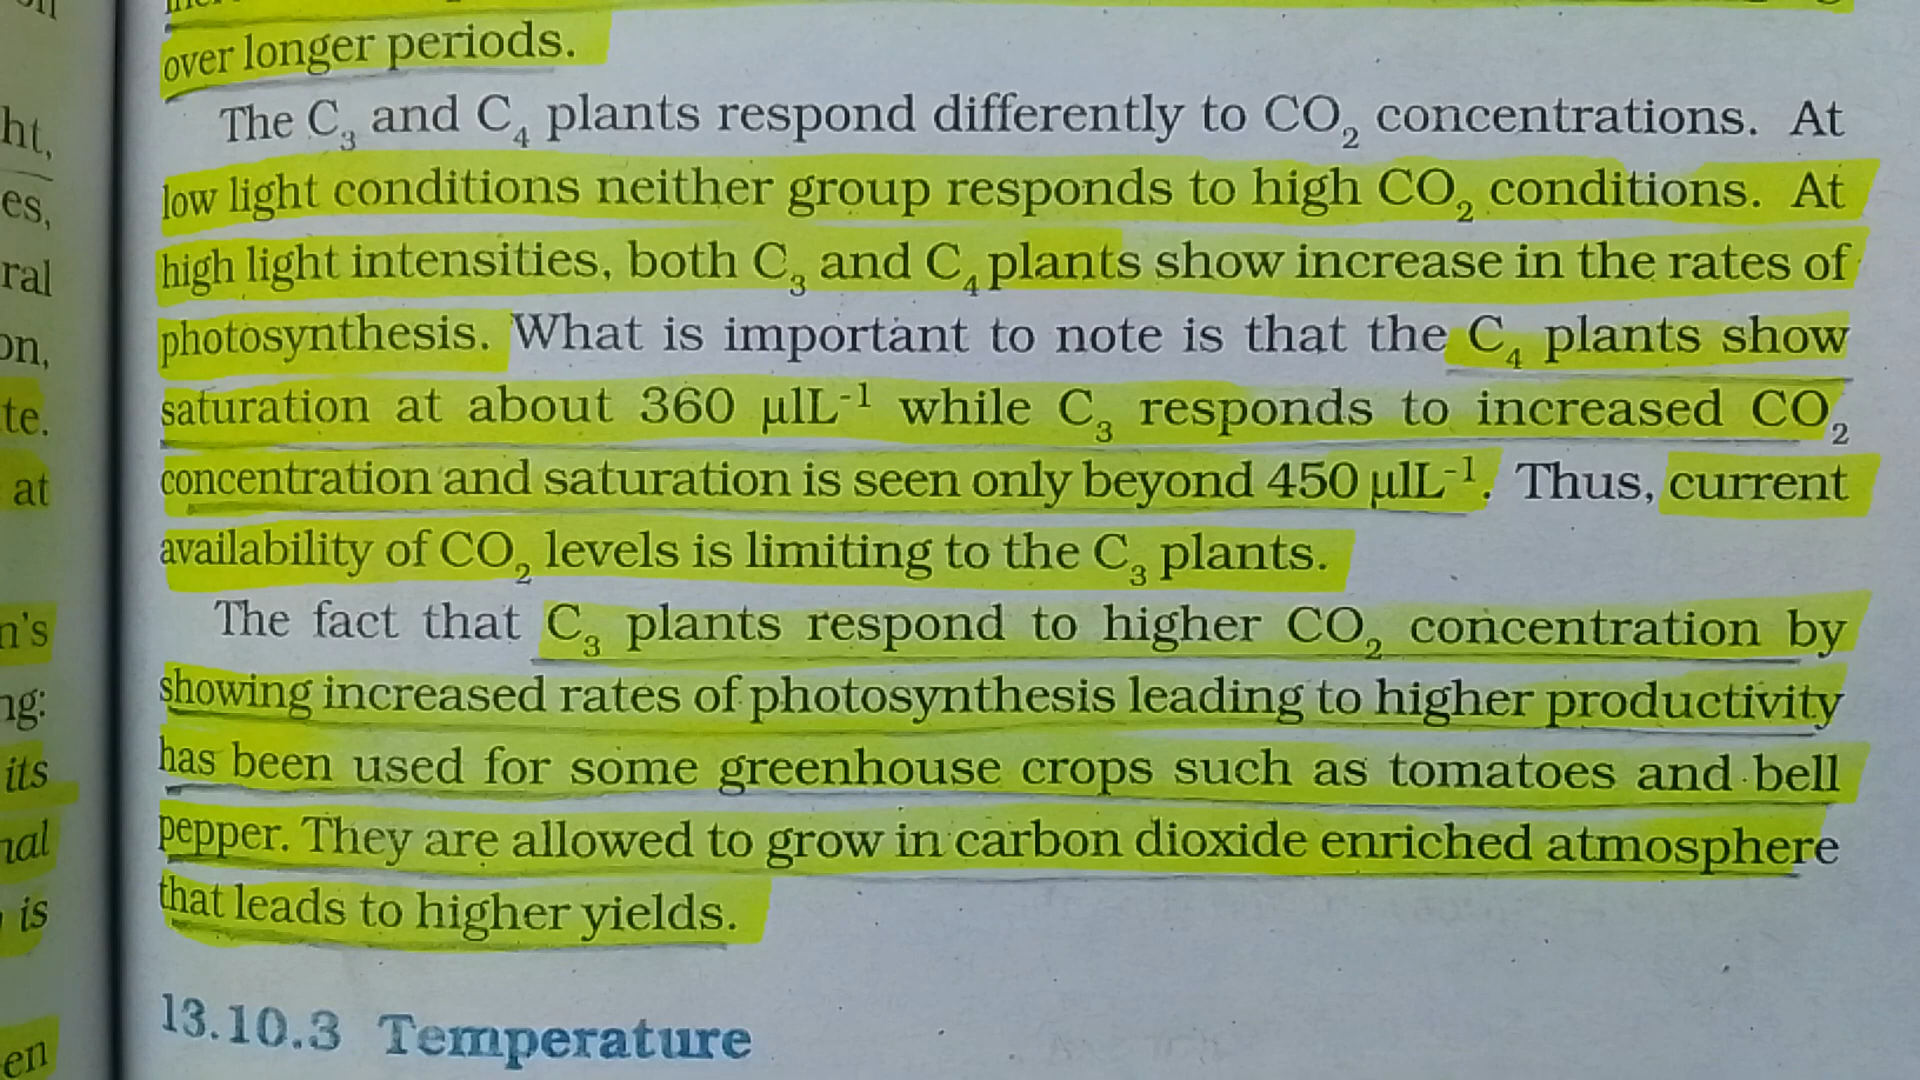 over longer periods.
The C₃ and C₄ plants respond differently to CO₂ concentrations. At
low light conditions neither group responds to high CO₂ conditions. At
high light intensities, both C₃ and C₄ plants show increase in the rates of
photosynthesis. What is important to note is that the C₄ plants show
saturation at about 360 µlL⁻¹ while C₃ responds to increased CO₂
concentration and saturation is seen only beyond 450 µlL⁻¹. Thus, current
availability of CO₂ levels is limiting to the C₃ plants.
The fact that C₃ plants respond to higher CO₂ concentration by
showing increased rates of photosynthesis leading to higher productivity
has been used for some greenhouse crops such as tomatoes and bell
pepper. They are allowed to grow in carbon dioxide enriched atmosphere
that leads to higher yields.
13.10.3 Temperature
at
its
is